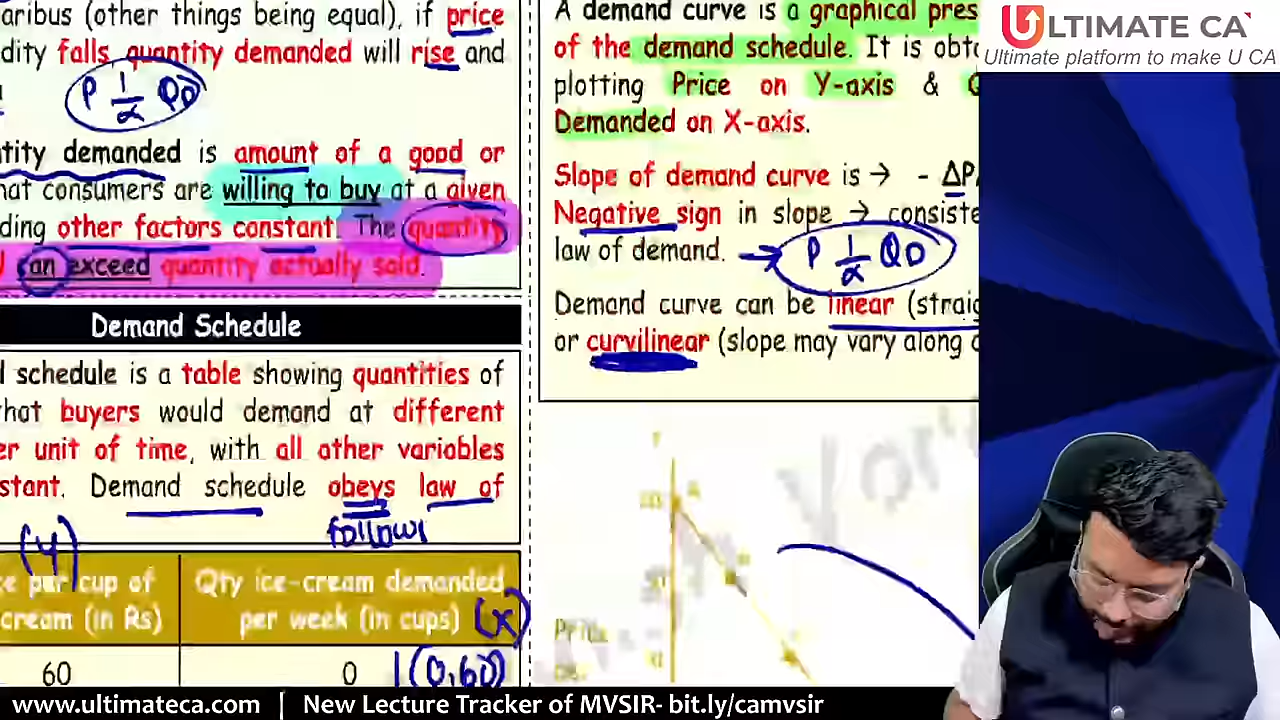 aribus (other things being equal), if price
dity falls, quantity demanded will rise and
P 1/α QD
tity demanded is amount of a good or
hat consumers are willing to buy at a given
ding other factors constant. The quantity
an exceed quantity actually sold.
Demand Schedule
schedule is a table showing quantities of
that buyers would demand at different
er unit of time, with all other variables
stant. Demand schedule obeys law of
follows
(y)
ce per cup of
cream (in Rs)
Qty ice-cream demanded
per week (in cups) (x)
60
0
(0,60)
A demand curve is a graphical pres
of the demand schedule. It is obta
plotting Price on Y-axis & Q
Demanded on X-axis.
Slope of demand curve is → - ΔP
Negative sign in slope → consiste
law of demand. → P 1/α QD
Demand curve can be linear (straig
or curvilinear (slope may vary along
ULTIMATE CA
Ultimate platform to make U CA
www.ultimateca.com | New Lecture Tracker of MVSIR- bit.ly/camvsir